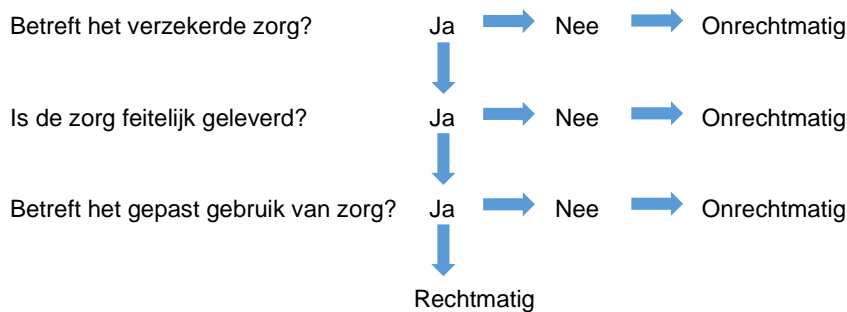 Betreft het verzekerde zorg? Ja Nee Onrechtmatig
Is de zorg feitelijk geleverd? Ja Nee Onrechtmatig
Betreft het gepast gebruik van zorg? Ja Nee Onrechtmatig
Rechtmatig